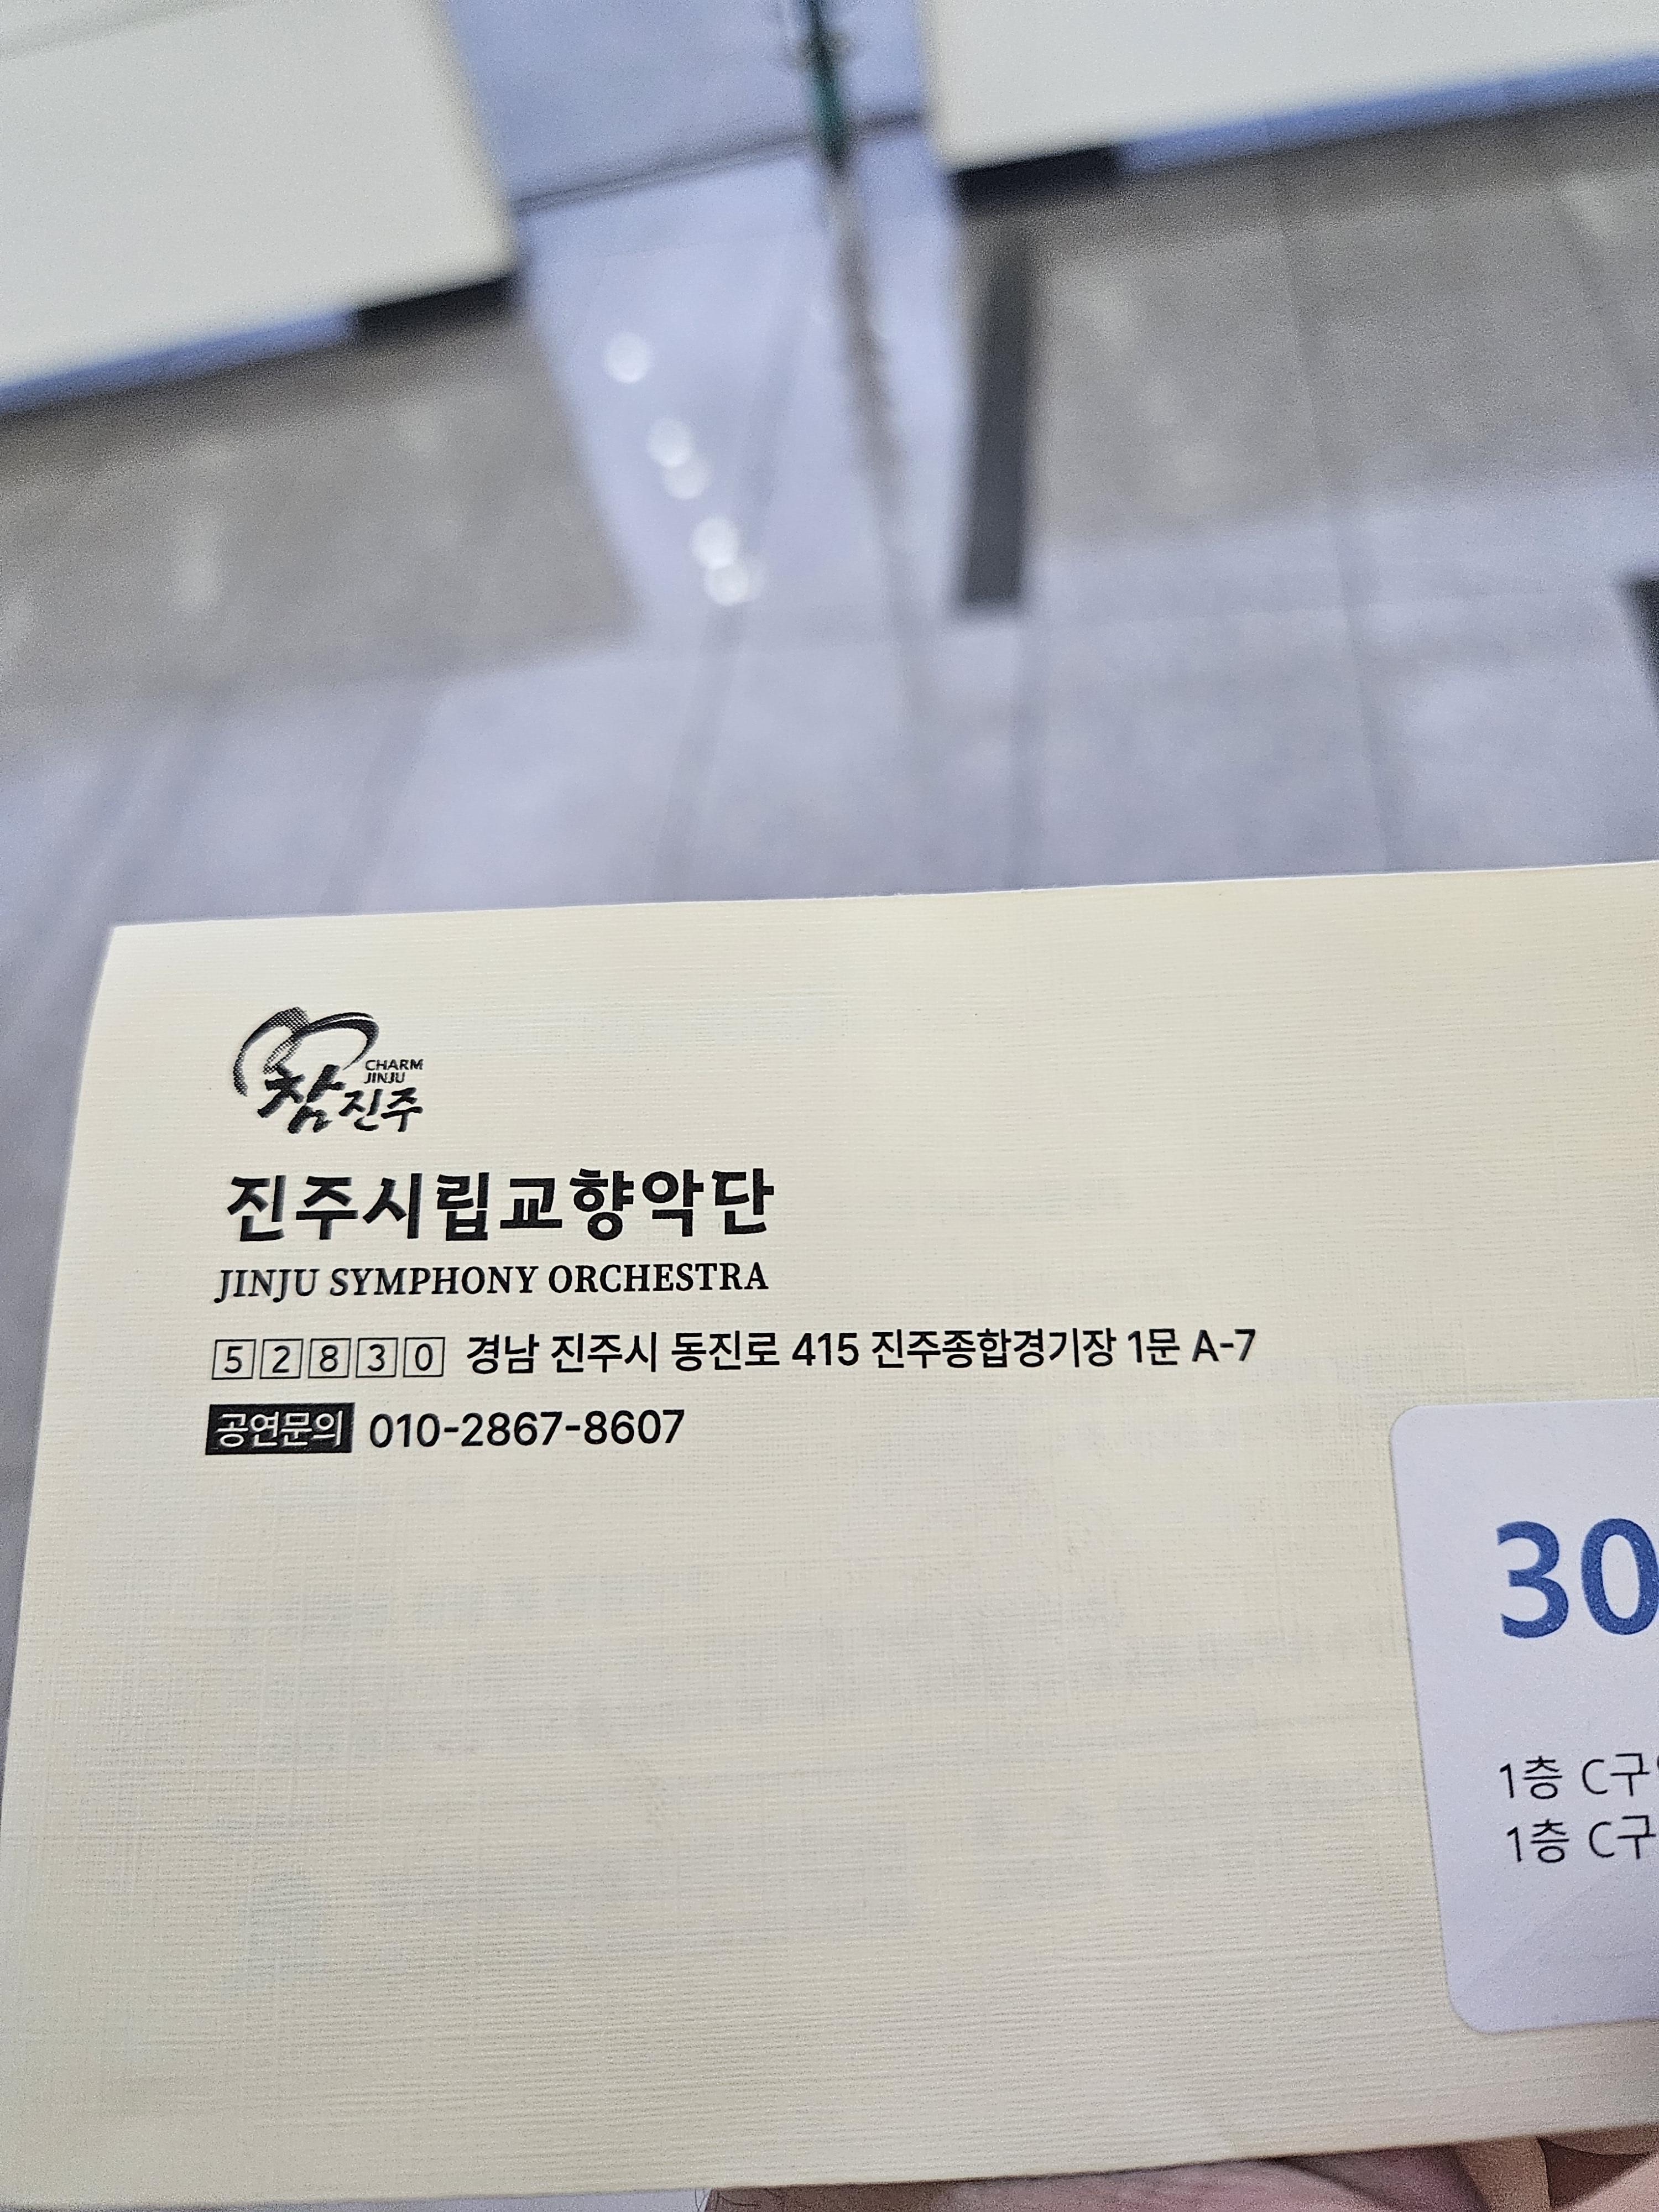 CHARM
JINJU
참진주
진주시립교향악단
JINJU SYMPHONY ORCHESTRA
52830 경남 진주시 동진로 415 진주종합경기장 1문 A-7
공연문의 010-2867-8607
30
1층 C구
1층 C구